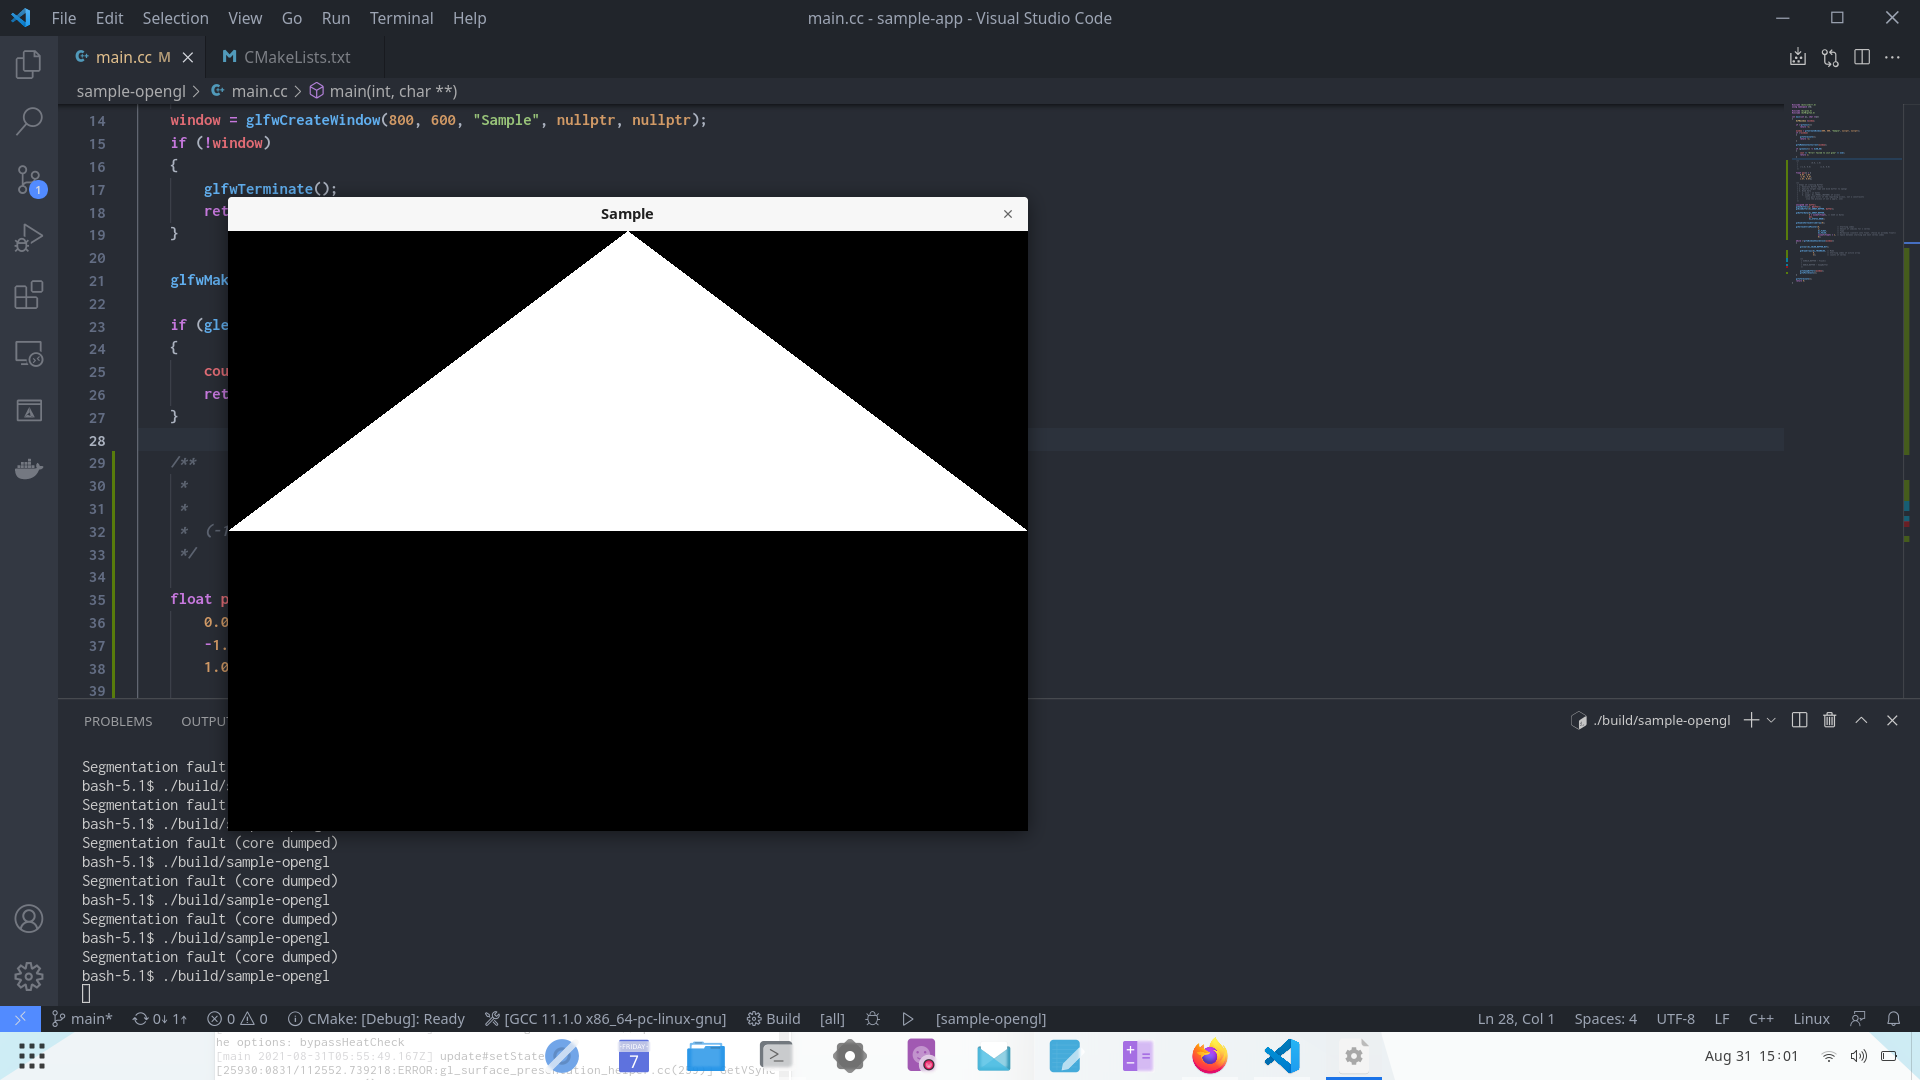 File Edit Selection View Go Run Terminal Help
main.cc - sample-app - Visual Studio Code
main.cc M
CMakeLists.txt
sample-opengl > main.cc > main(int, char **)
14 window = glfwCreateWindow(800, 600, "Sample", nullptr, nullptr);
15 if (!window)
16 {
17 glfwTerminate();
18 ret
19 }
20
21 glfwMak
22
23 if (gle
24 {
25 cou
26 ret
27 }
28
29 /**
30 *
31 *
32 * (-1
33 */
34
35 float p
36 0.0
37 -1.
38 1.0
39
Sample
PROBLEMS OUTPU
./build/sample-opengl
Segmentation fault
bash-5.1$ ./build/
Segmentation fault
bash-5.1$ ./build/
Segmentation fault (core dumped)
bash-5.1$ ./build/sample-opengl
Segmentation fault (core dumped)
bash-5.1$ ./build/sample-opengl
Segmentation fault (core dumped)
bash-5.1$ ./build/sample-opengl
Segmentation fault (core dumped)
bash-5.1$ ./build/sample-opengl
main* 0↓ 1↑ 0 0 CMake: [Debug]: Ready [GCC 11.1.0 x86_64-pc-linux-gnu] Build [all] [sample-opengl]
Ln 28, Col 1 Spaces: 4 UTF-8 LF C++ Linux
he options: bypassHeatCheck
[main 2021-08-31T05:55:49.167Z] update#setState
[25930:0831/112552.739218:ERROR:gl_surface_pres
FRIDAY
7
Aug 31 15:01